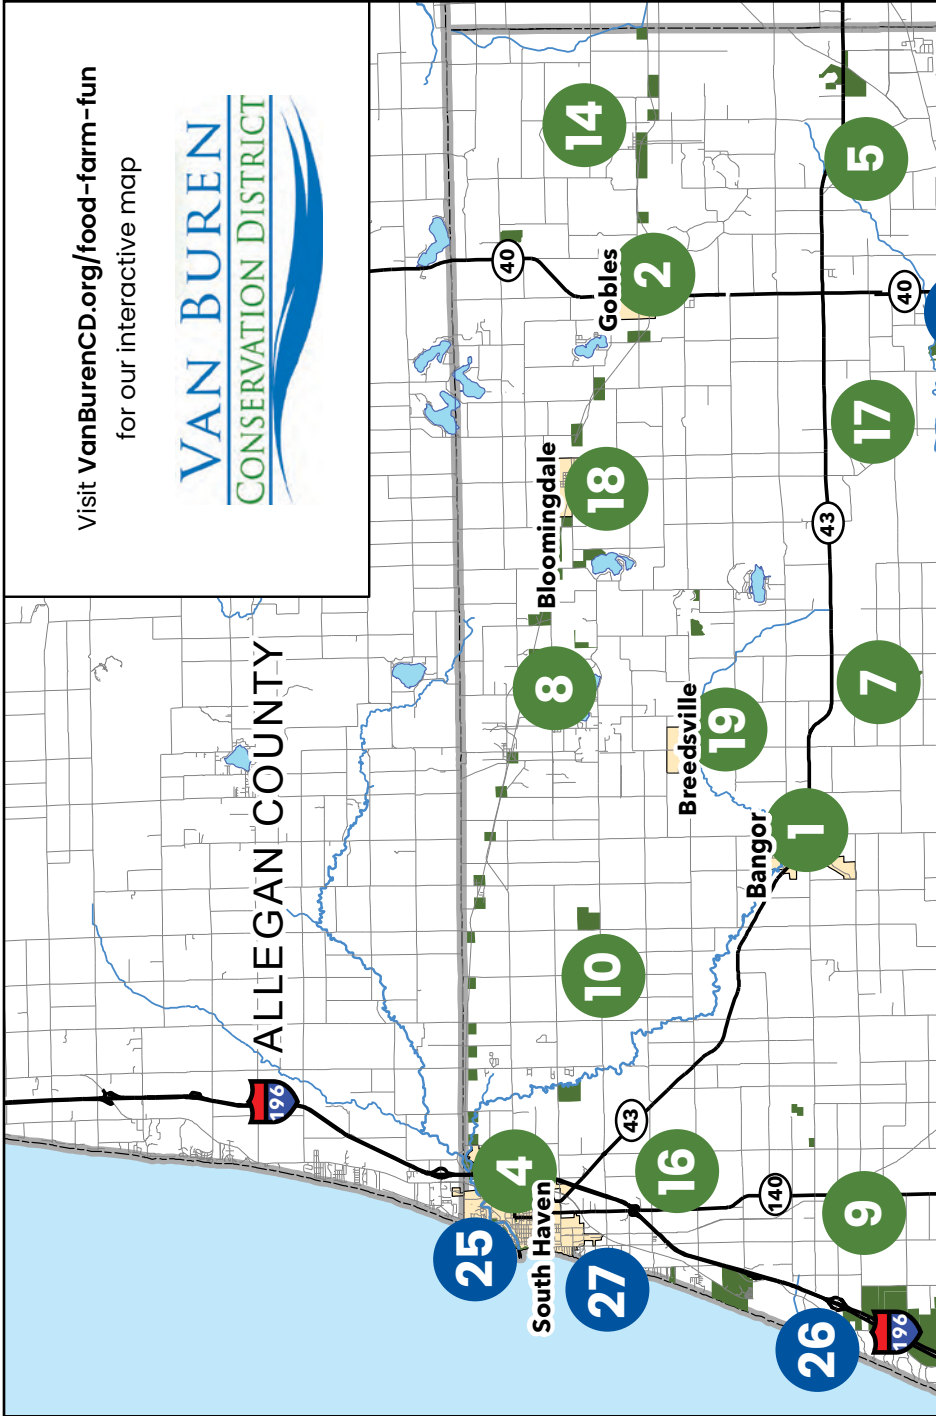 Visit VanBurenCD.org/food-farm-fun
for our interactive map
VAN BUREN
CONSERVATION DISTRICT
ALLEGAN COUNTY
196
40
14
Gobles
2
5
40
Bloomingdale
18
17
43
8
Breedsville
19
7
Bangor
1
10
43
4
South Haven
25
27
16
140
9
26
196